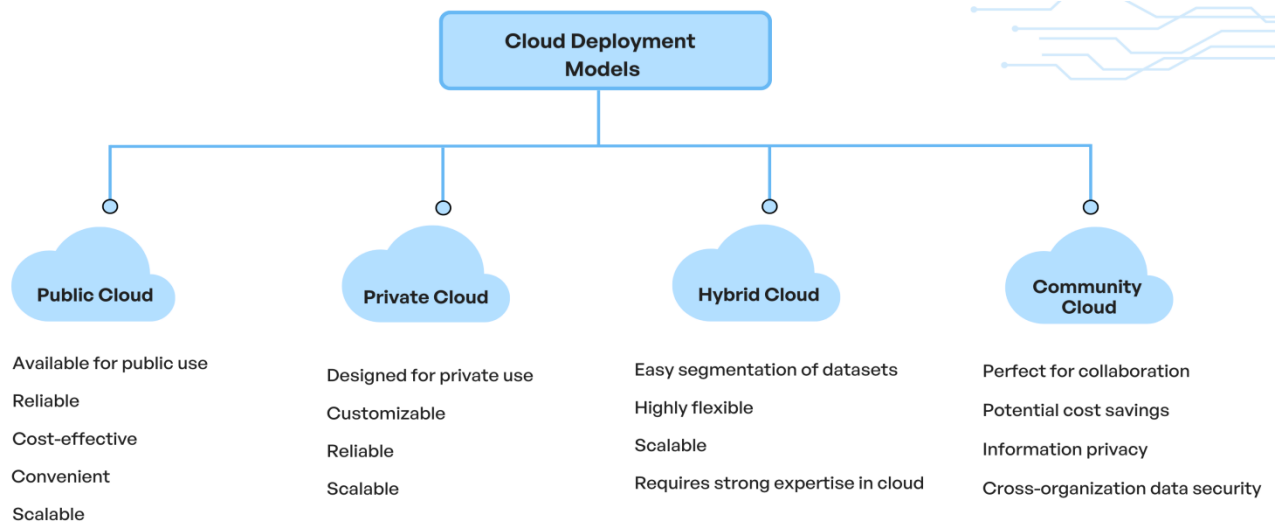 Cloud Deployment
Models
Public Cloud
Available for public use
Reliable
Cost-effective
Convenient
Scalable
Private Cloud
Designed for private use
Customizable
Reliable
Scalable
Hybrid Cloud
Easy segmentation of datasets
Highly flexible
Scalable
Requires strong expertise in cloud
Community
Cloud
Perfect for collaboration
Potential cost savings
Information privacy
Cross-organization data security